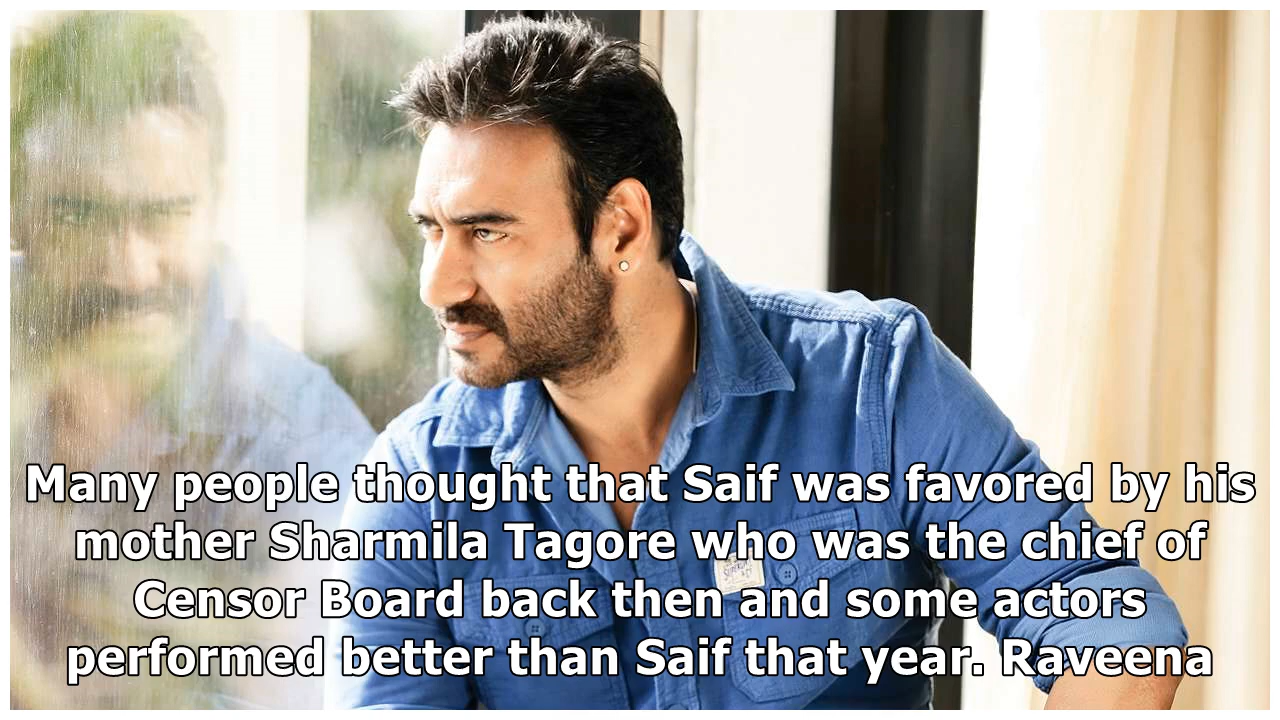 Many people thought that Saif was favored by his
mother Sharmila Tagore who was the chief of
Censor Board back then and some actors
performed better than Saif that year. Raveena